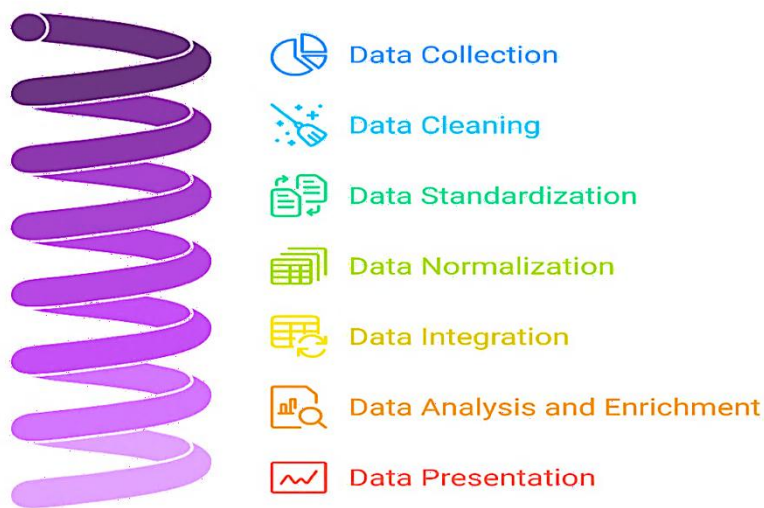 Data Collection
Data Cleaning
Data Standardization
Data Normalization
Data Integration
Data Analysis and Enrichment
Data Presentation